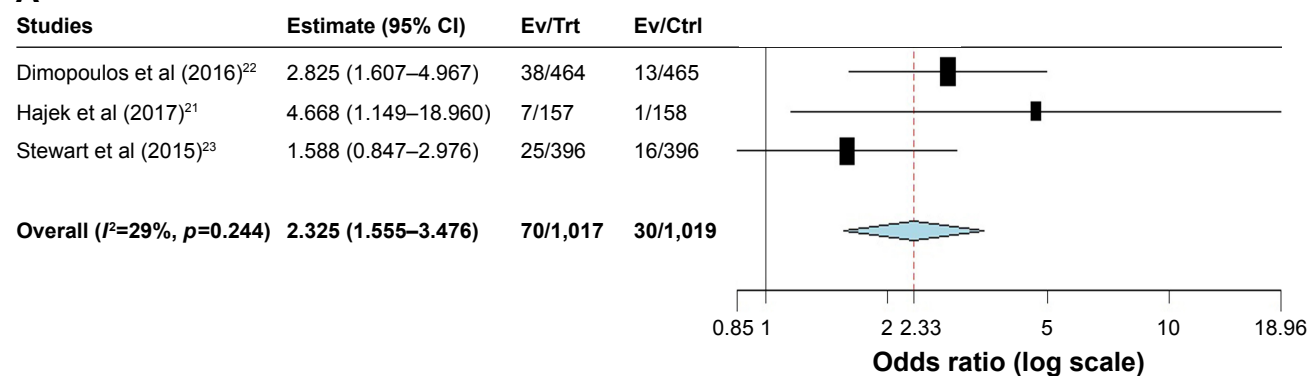 Studies Estimate (95% CI) Ev/Trt Ev/Ctrl
Dimopoulos et al (2016)²² 2.825 (1.607–4.967) 38/464 13/465
Hajek et al (2017)²¹ 4.668 (1.149–18.960) 7/157 1/158
Stewart et al (2015)²³ 1.588 (0.847–2.976) 25/396 16/396
Overall (I²=29%, p=0.244) 2.325 (1.555–3.476) 70/1,017 30/1,019
0.85 1 2 2.33 5 10 18.96
Odds ratio (log scale)